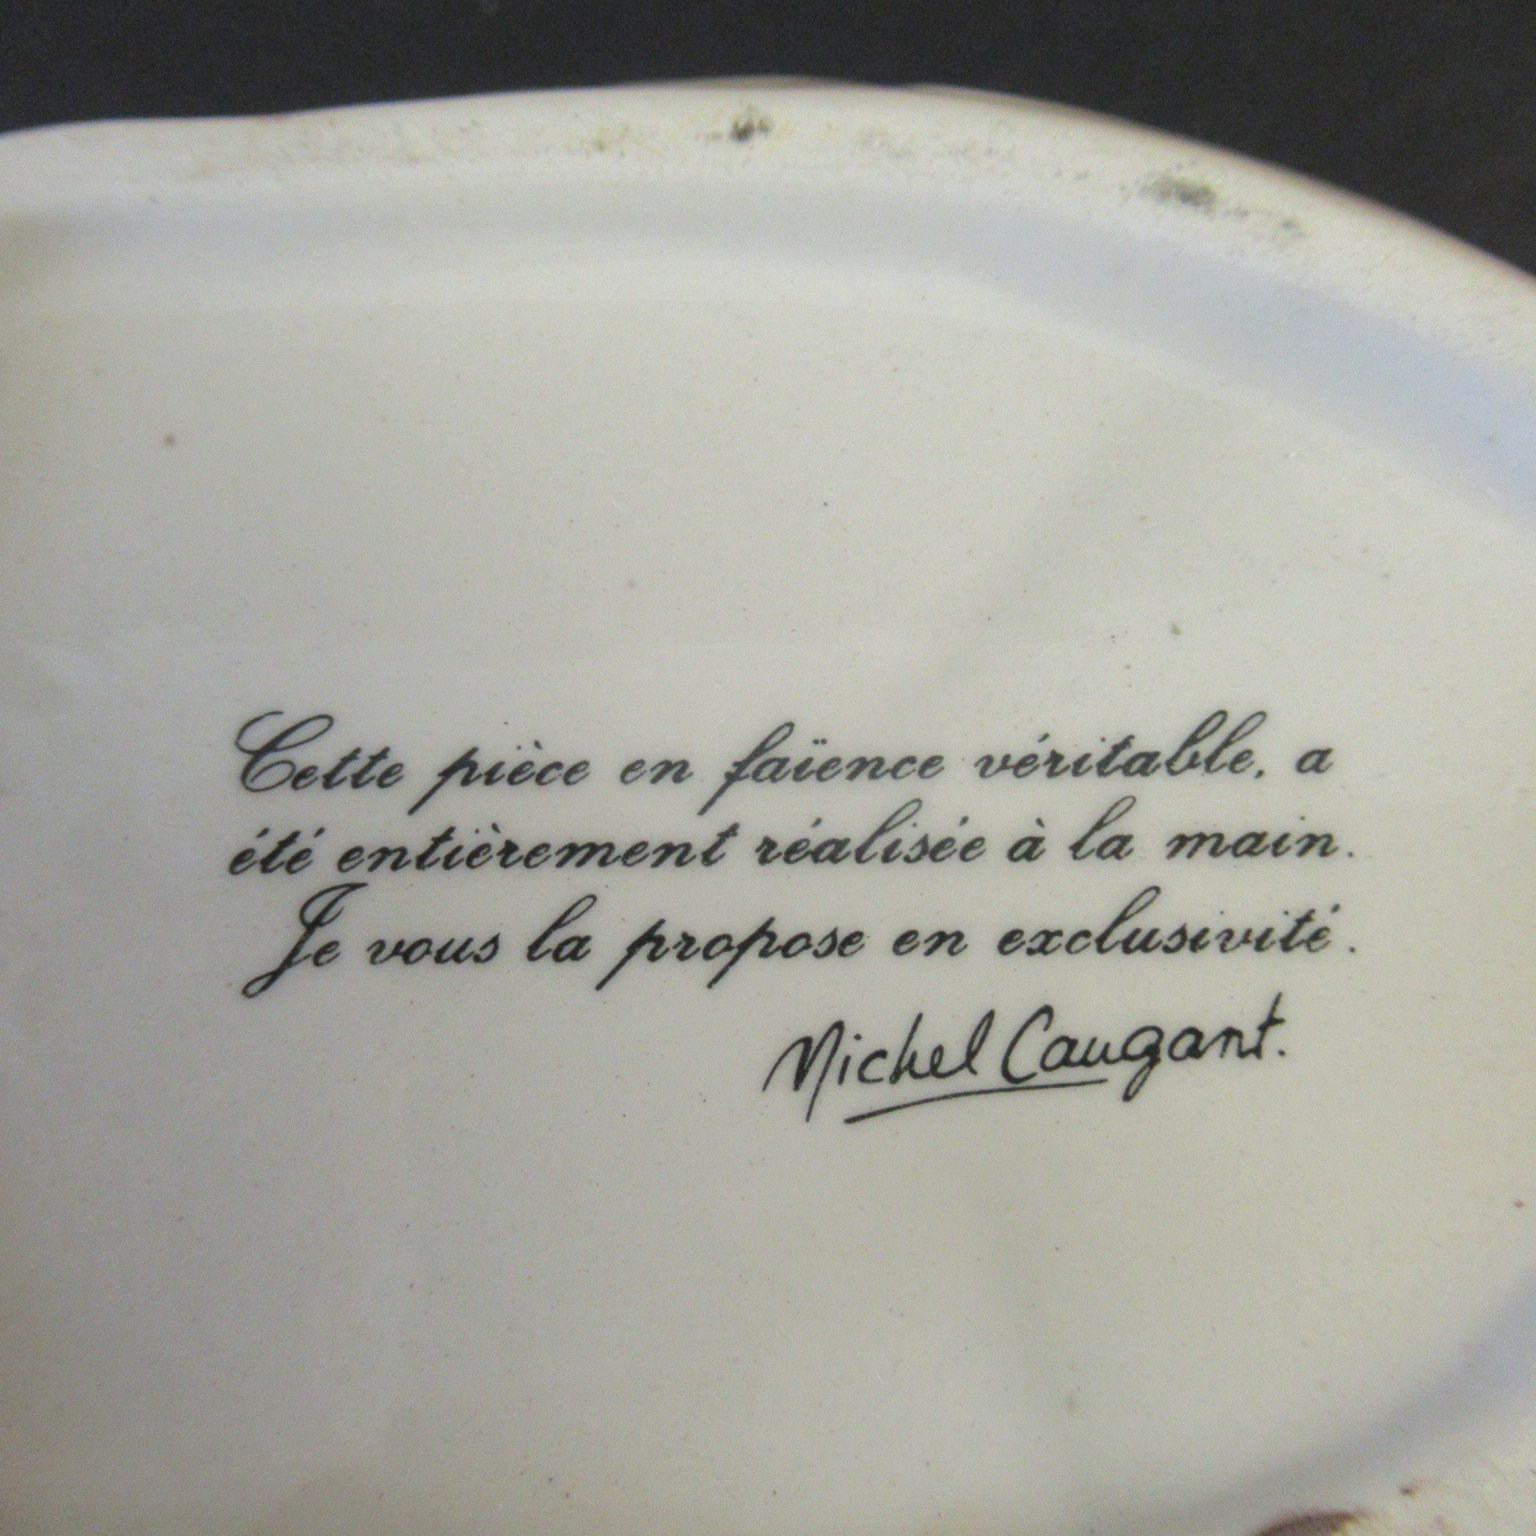 Cette pièce en faïence véritable, a
été entièrement réalisée à la main.
Je vous la propose en exclusivité.
Michel Caugant.